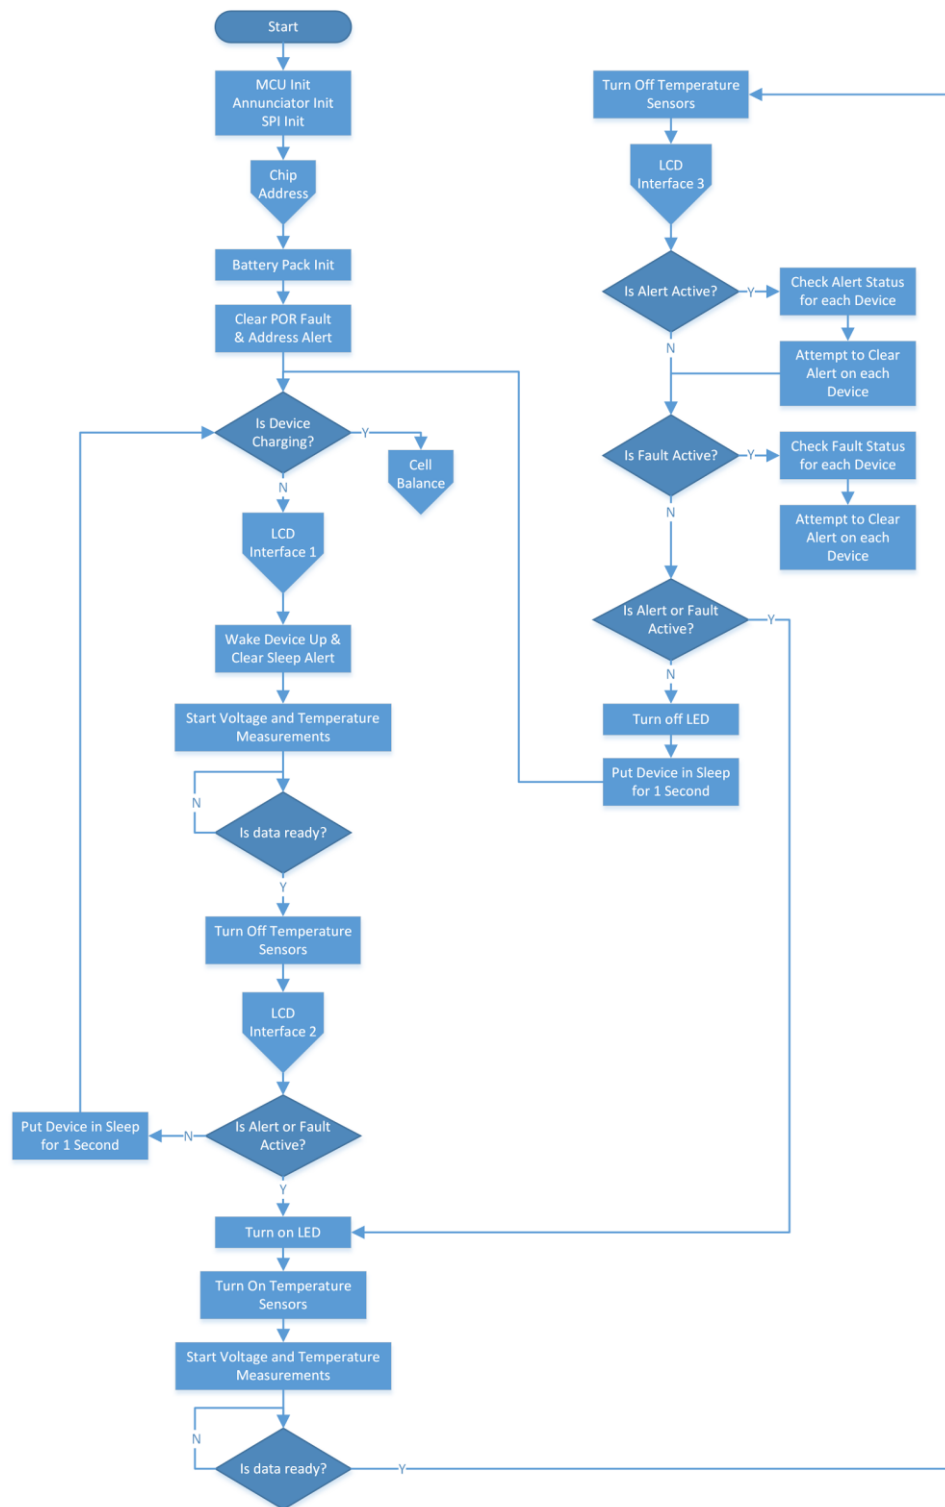 Start
MCU Init
Annunciator Init
SPI Init
Chip
Address
Battery Pack Init
Clear POR Fault
& Address Alert
Is Device
Charging?
Y
Cell
Balance
N
LCD
Interface 1
Wake Device Up &
Clear Sleep Alert
Start Voltage and Temperature
Measurements
N
Is data ready?
Y
Turn Off Temperature
Sensors
LCD
Interface 2
Is Alert or Fault
Active?
N
Put Device in Sleep
for 1 Second
Y
Turn on LED
Turn On Temperature
Sensors
Start Voltage and Temperature
Measurements
N
Is data ready?
Y
Turn Off Temperature
Sensors
LCD
Interface 3
Is Alert Active?
Y
Check Alert Status
for each Device
Attempt to Clear
Alert on each
Device
N
Is Fault Active?
Y
Check Fault Status
for each Device
Attempt to Clear
Alert on each
Device
N
Is Alert or Fault
Active?
Y
N
Turn off LED
Put Device in Sleep
for 1 Second